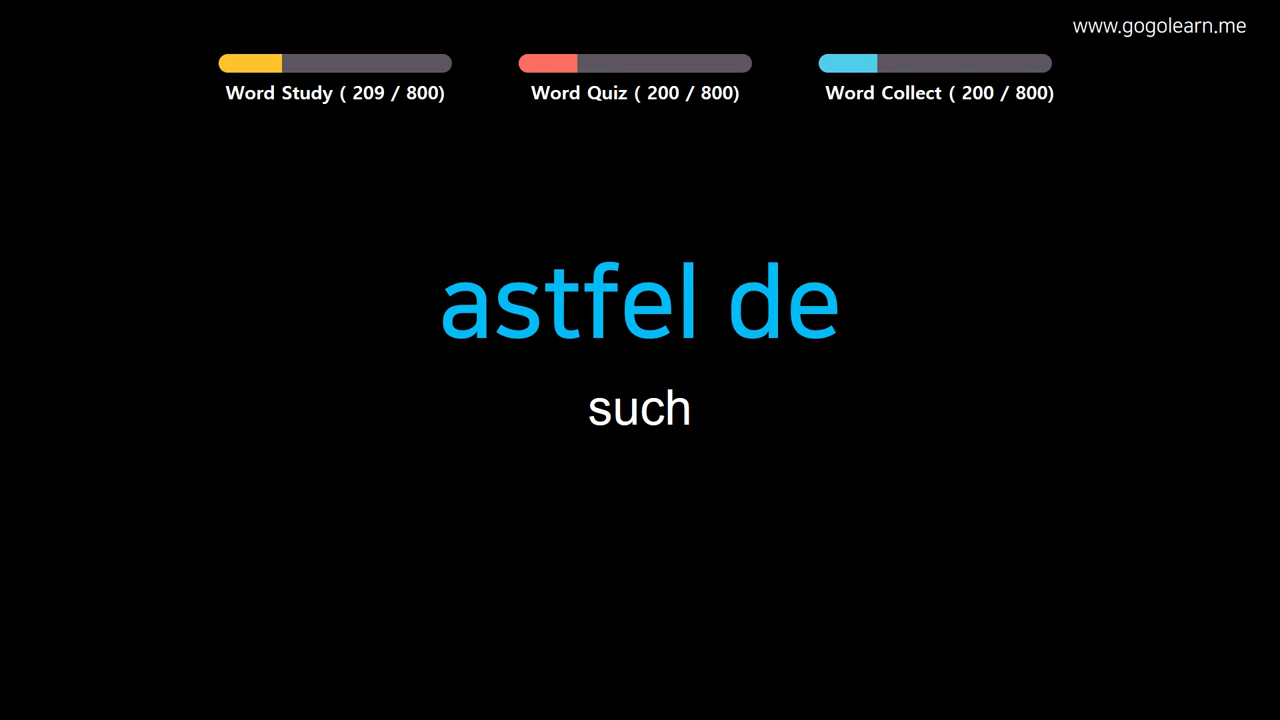 www.gogolearn.me
Word Study ( 209 / 800)
Word Quiz ( 200 / 800)
Word Collect ( 200 / 800)
astfel de
such